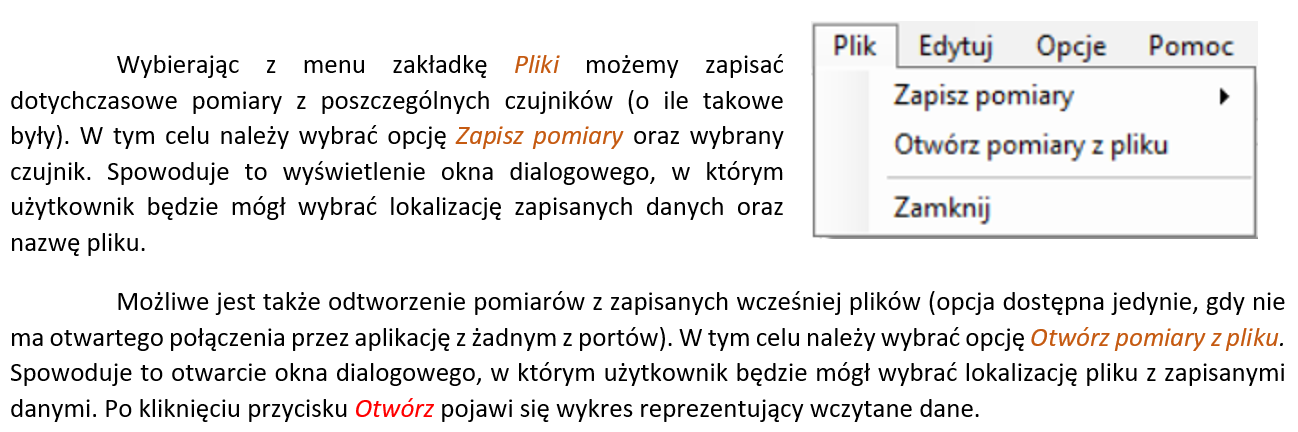 Wybierając z menu zakładkę Pliki możemy zapisać
dotychczasowe pomiary z poszczególnych czujników (o ile takowe
były). W tym celu należy wybrać opcję Zapisz pomiary oraz wybrany
czujnik. Spowoduje to wyświetlenie okna dialogowego, w którym
użytkownik będzie mógł wybrać lokalizację zapisanych danych oraz
nazwę pliku.
Plik Edytuj Opcje Pomoc
Zapisz pomiary
Otwórz pomiary z pliku
Zamknij
Możliwe jest także odtworzenie pomiarów z zapisanych wcześniej plików (opcja dostępna jedynie, gdy nie
ma otwartego połączenia przez aplikację z żadnym z portów). W tym celu należy wybrać opcję Otwórz pomiary z pliku.
Spowoduje to otwarcie okna dialogowego, w którym użytkownik będzie mógł wybrać lokalizację pliku z zapisanymi
danymi. Po kliknięciu przycisku Otwórz pojawi się wykres reprezentujący wczytane dane.